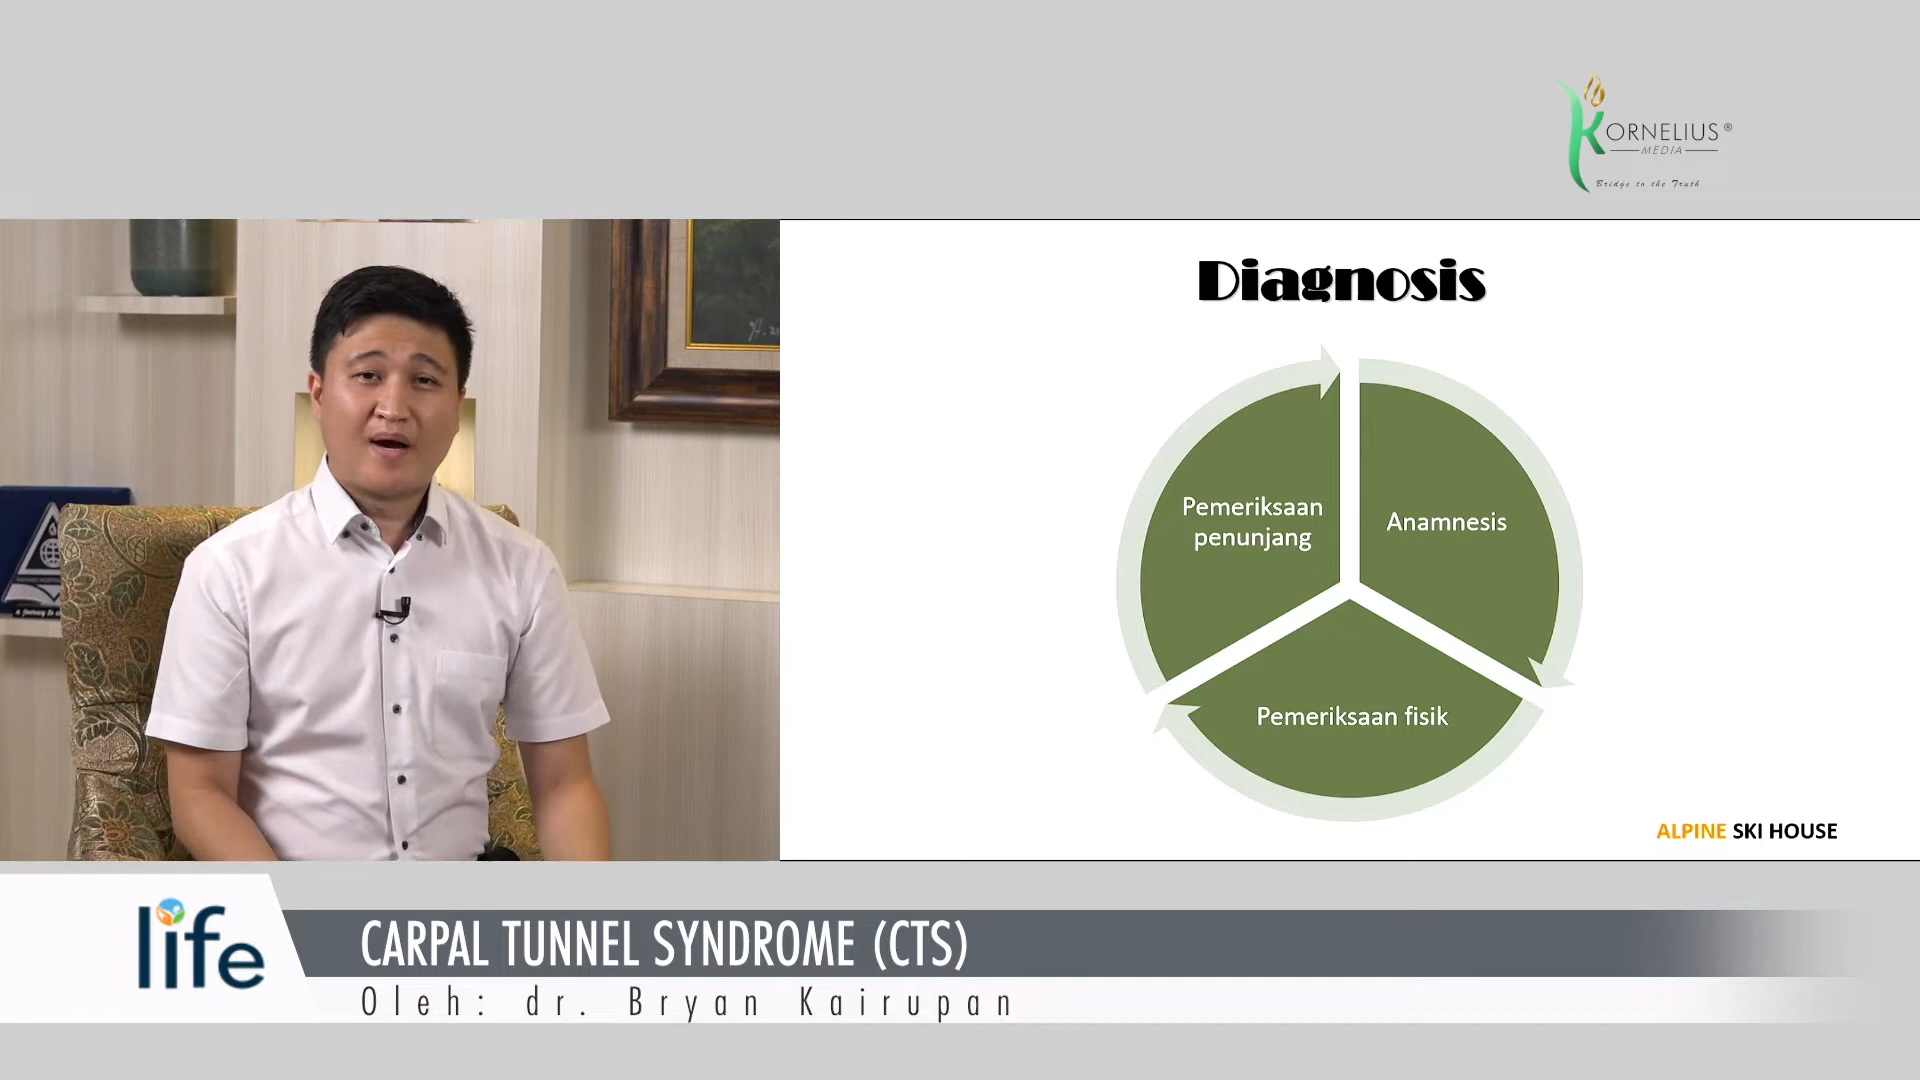 KORNELIUS®
MEDIA
Bridge to the Truth
Diagnosis
Pemeriksaan
penunjang
Anamnesis
Pemeriksaan fisik
ALPINE SKI HOUSE
life
CARPAL TUNNEL SYNDROME (CTS)
Oleh: dr. Bryan Kairupan